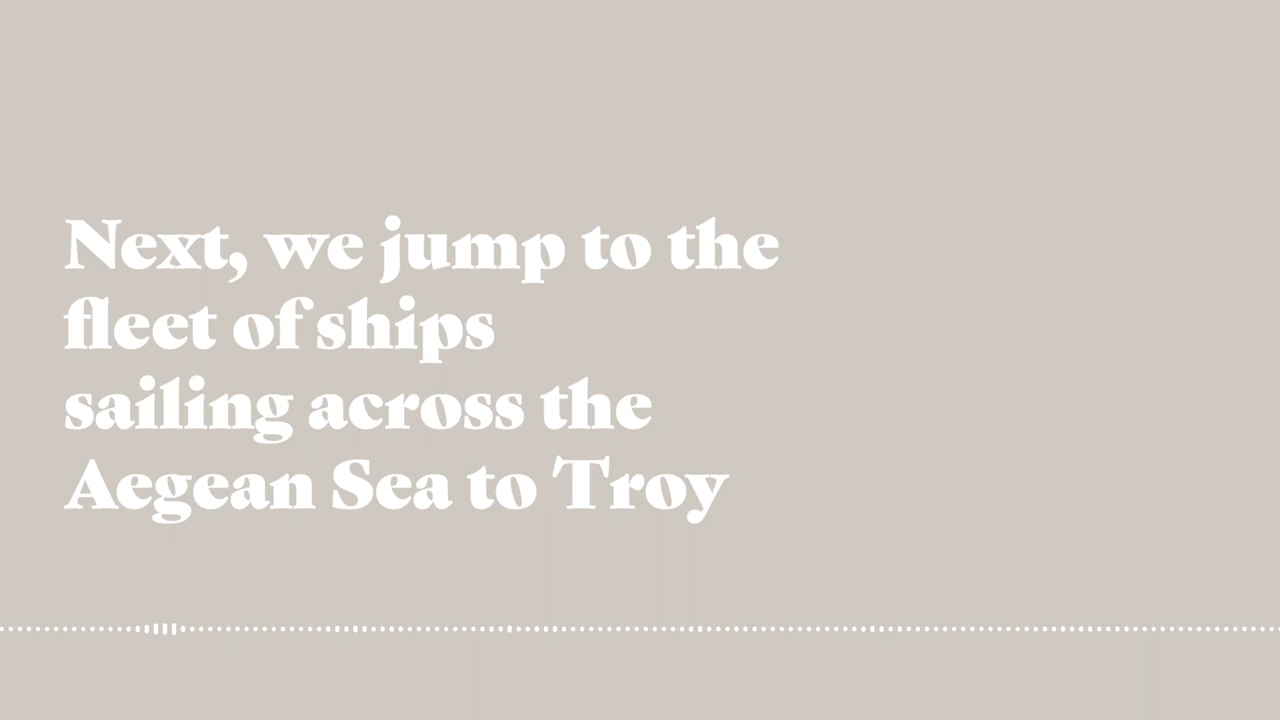 Next, we jump to the
fleet of ships
sailing across the
Aegean Sea to Troy